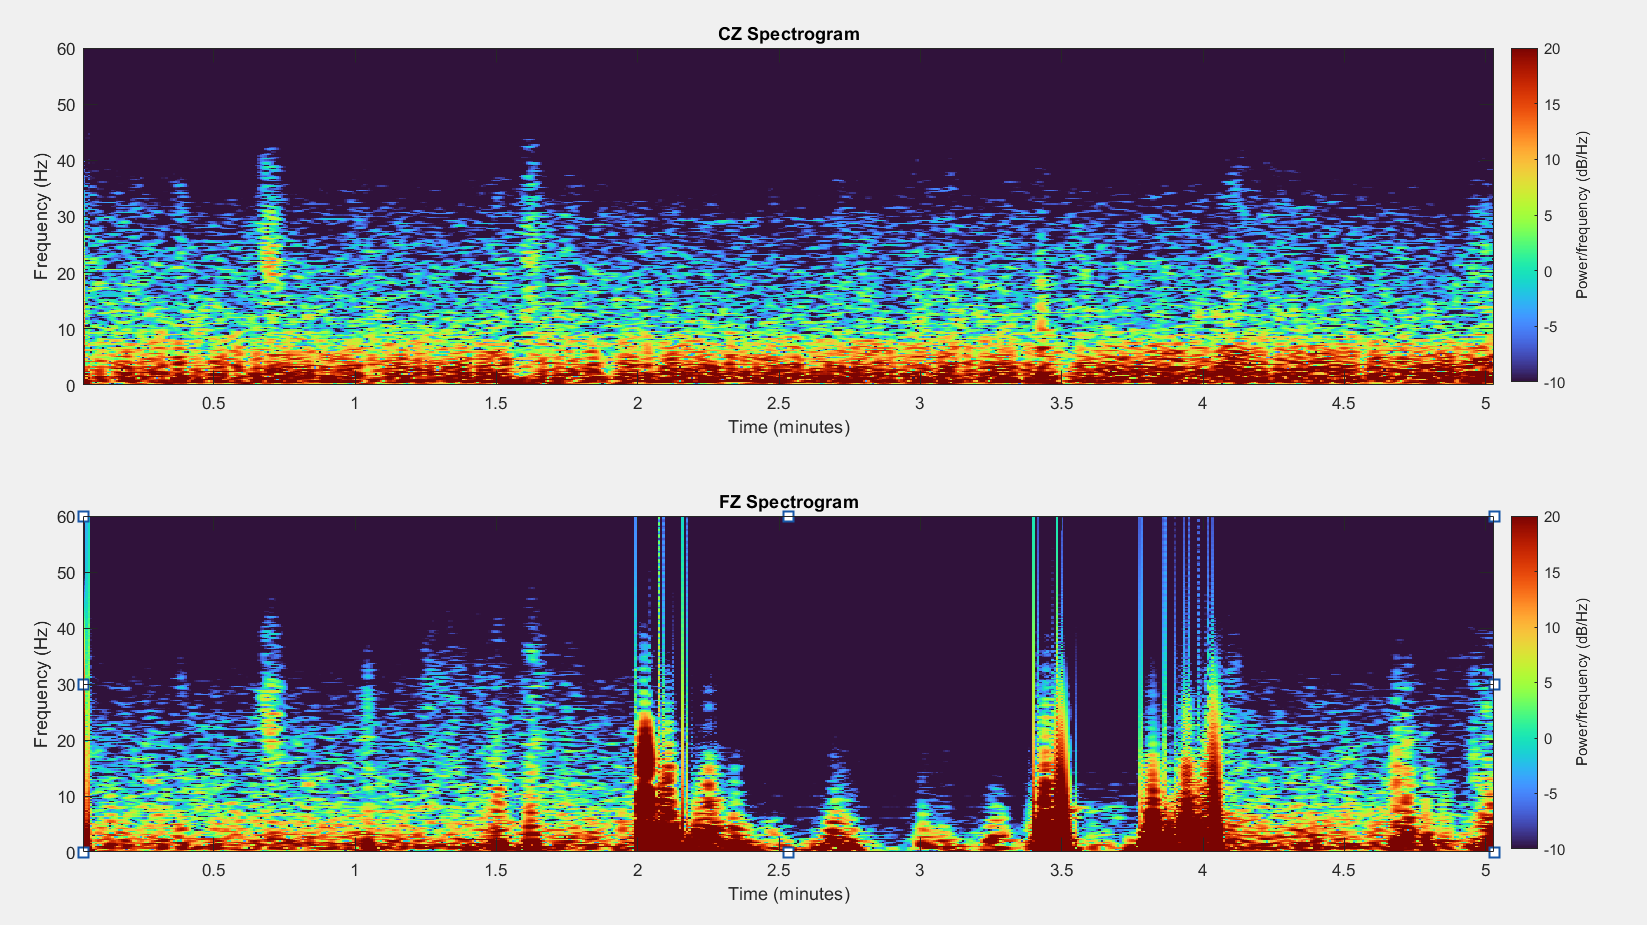 CZ Spectrogram
60
50
40
30
20
10
0
Frequency (Hz)
0.5 1 1.5 2 2.5 3 3.5 4 4.5 5
Time (minutes)
20
15
10
5
0
-5
-10
Power/frequency (dB/Hz)
FZ Spectrogram
60
50
40
30
20
10
0
Frequency (Hz)
0.5 1 1.5 2 2.5 3 3.5 4 4.5 5
Time (minutes)
20
15
10
5
0
-5
-10
Power/frequency (dB/Hz)